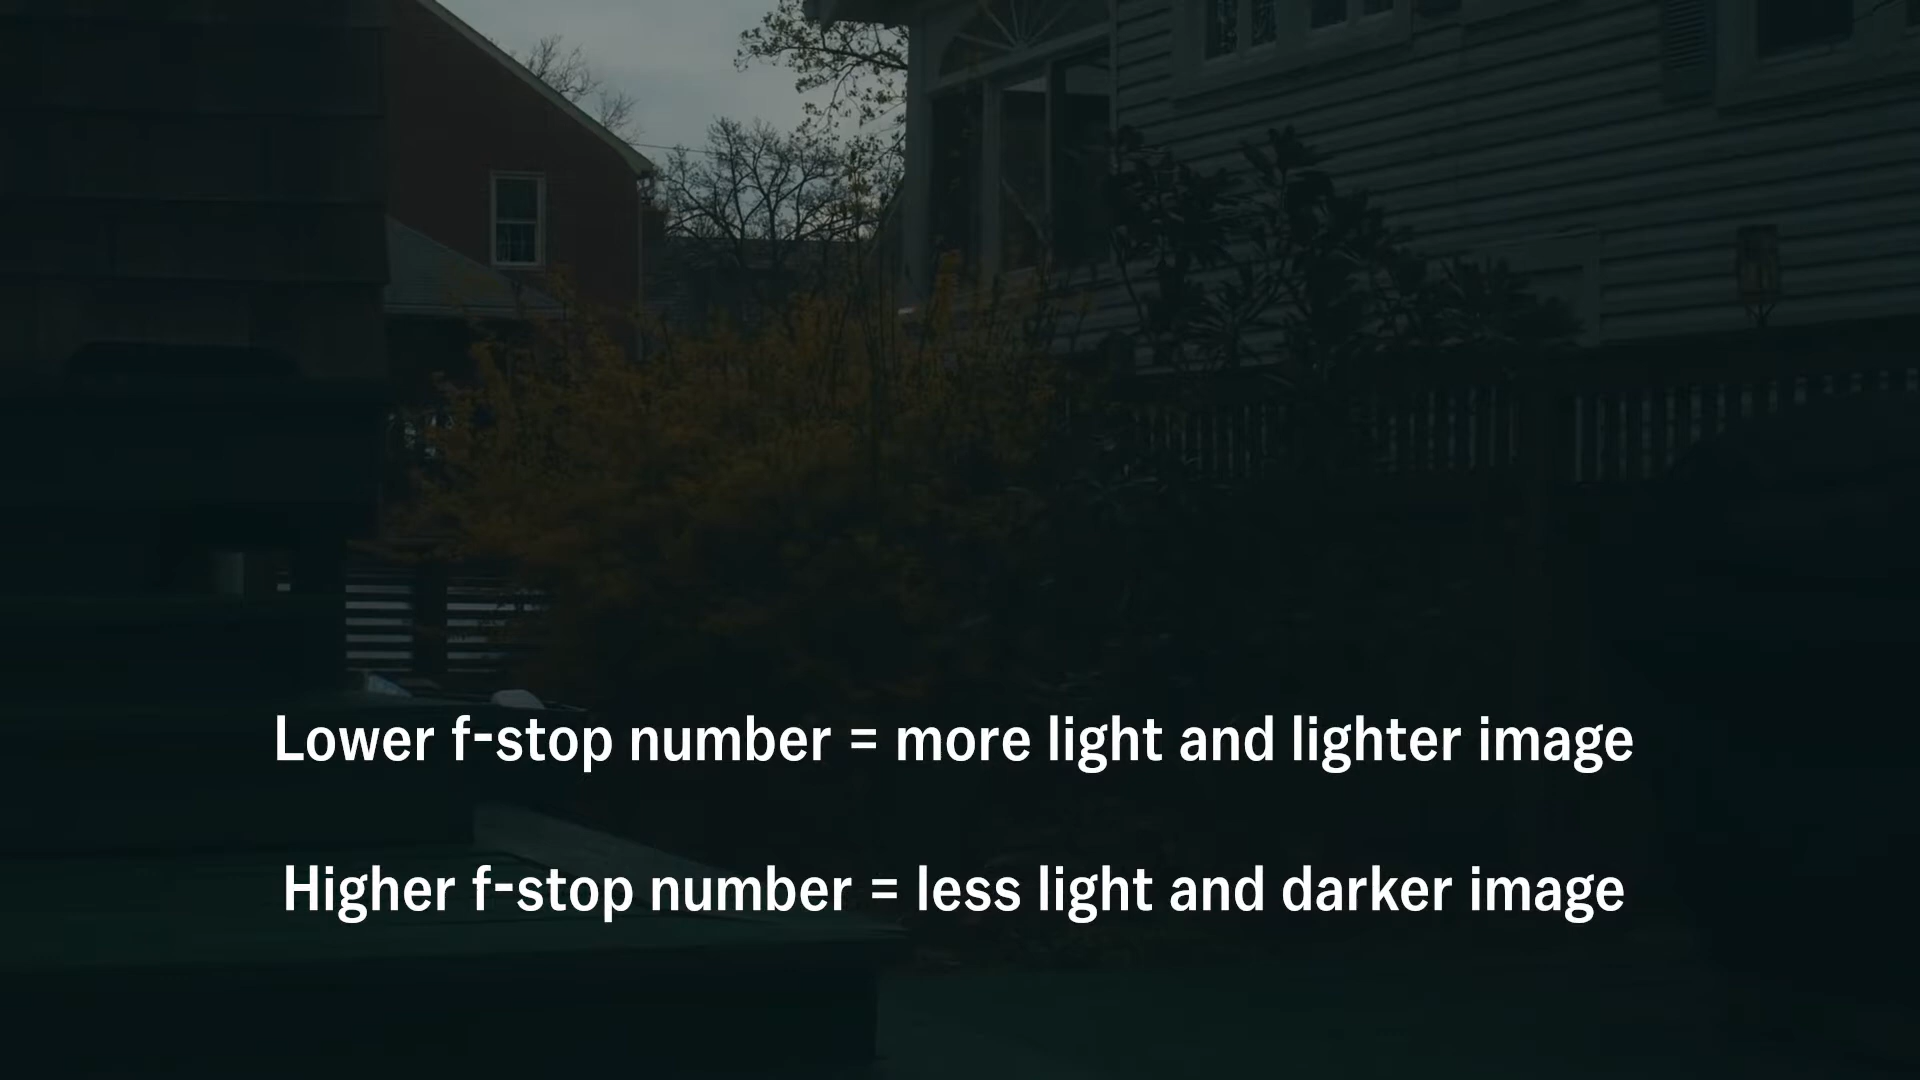 Lower f-stop number = more light and lighter image
Higher f-stop number = less light and darker image